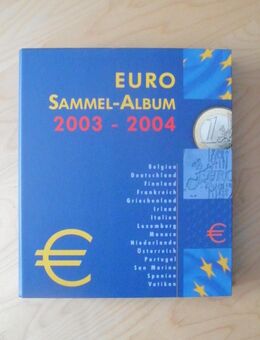 EURO
SAMMEL-ALBUM
2003 - 2004
Belgien
Deutschland
Finnland
Frankreich
Griechenland
Irland
Italien
Luxemburg
Monaco
Niederlande
Österreich
Portugal
San Marino
Spanien
Vatikan
€
€